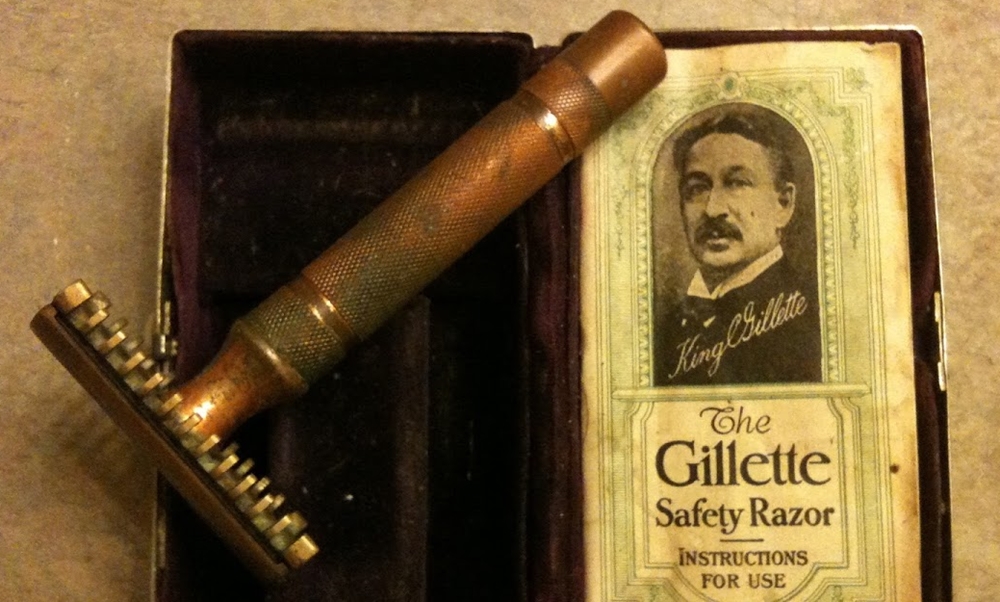 King C Gillette
The
Gillette
Safety Razor
INSTRUCTIONS
FOR USE